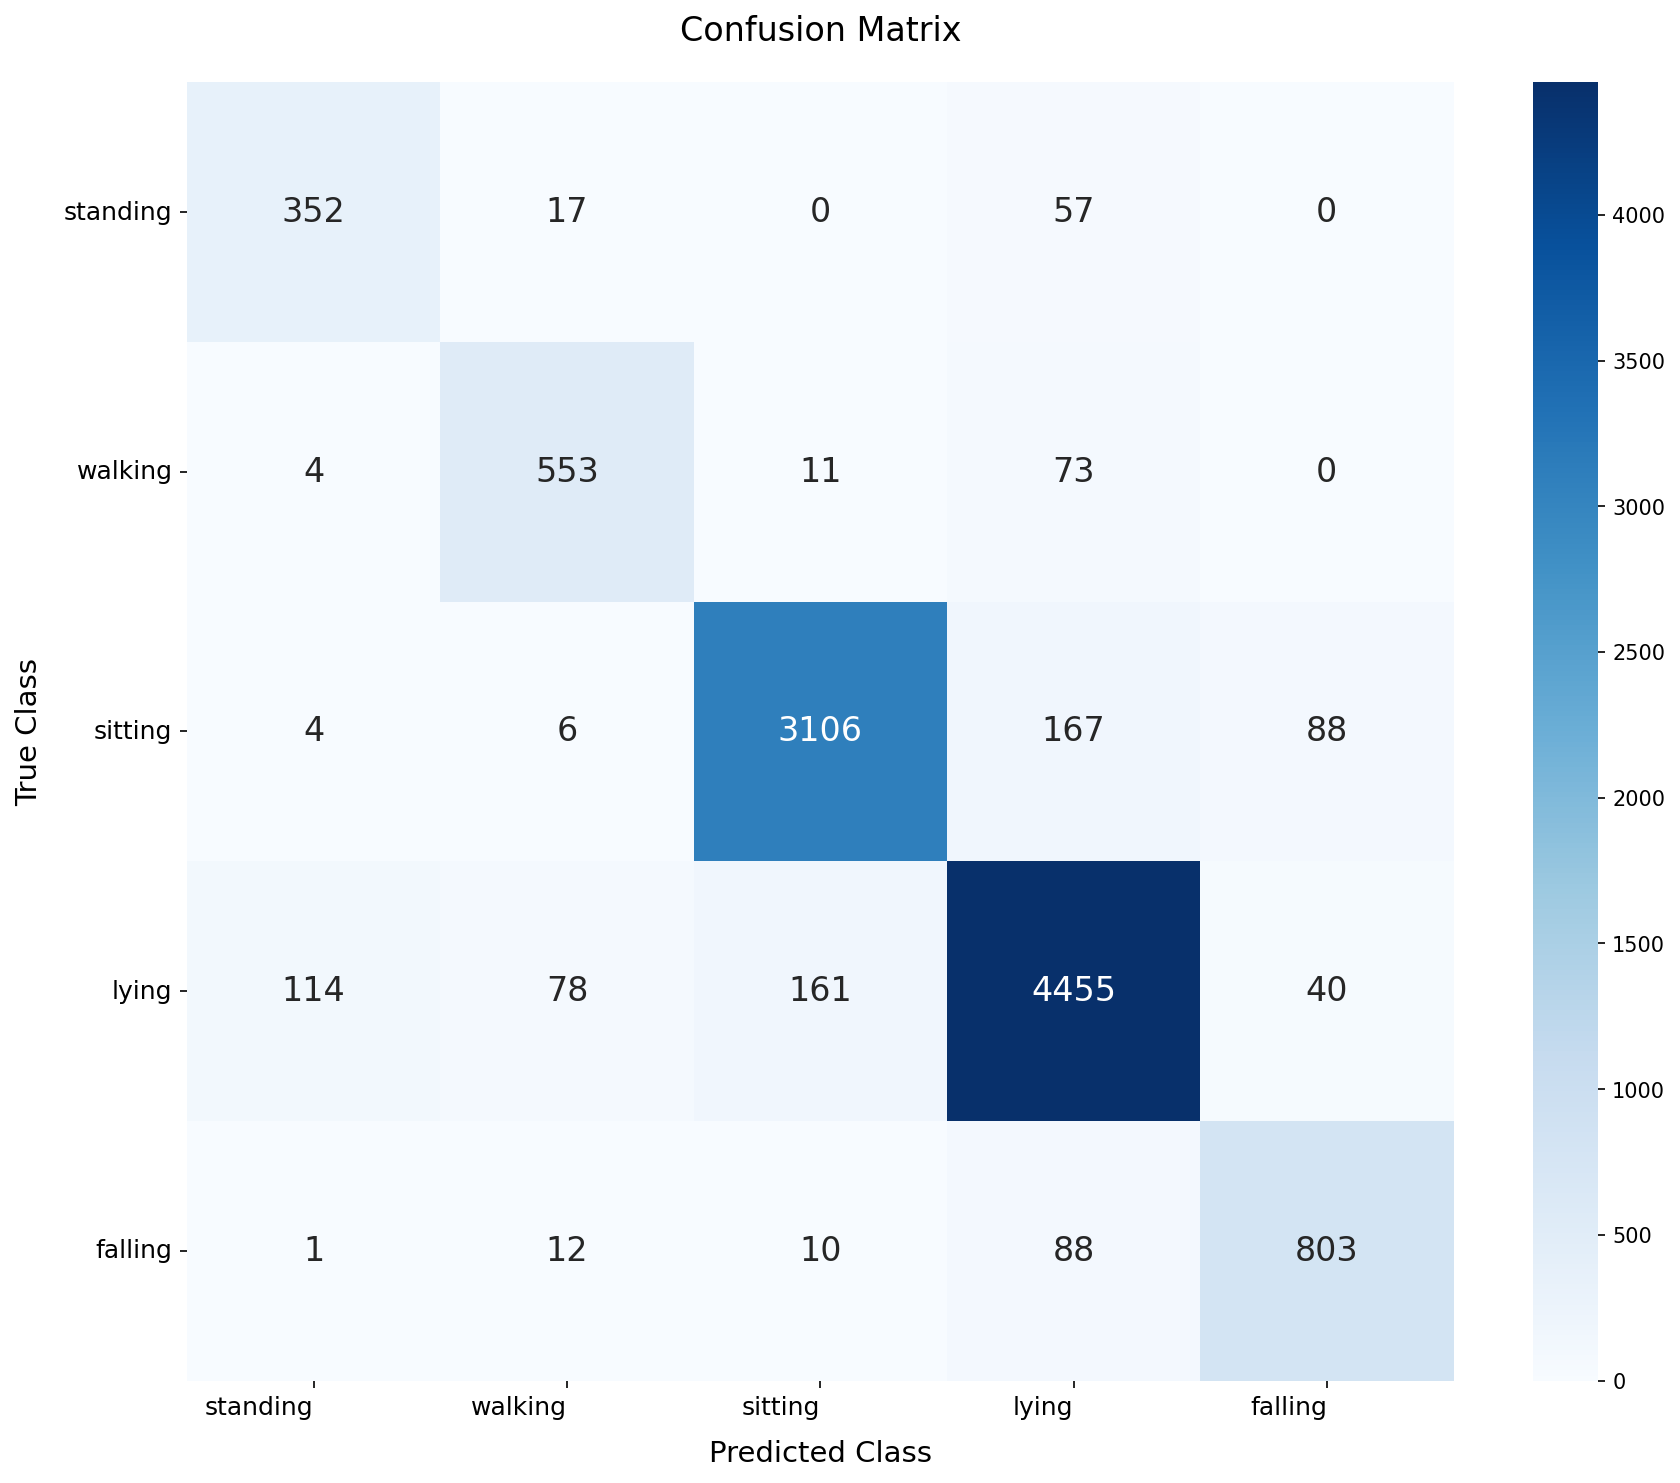 Confusion Matrix
True Class
standing 352 17 0 57 0
walking 4 553 11 73 0
sitting 4 6 3106 167 88
lying 114 78 161 4455 40
falling 1 12 10 88 803
standing walking sitting lying falling
Predicted Class
4000
3500
3000
2500
2000
1500
1000
500
0